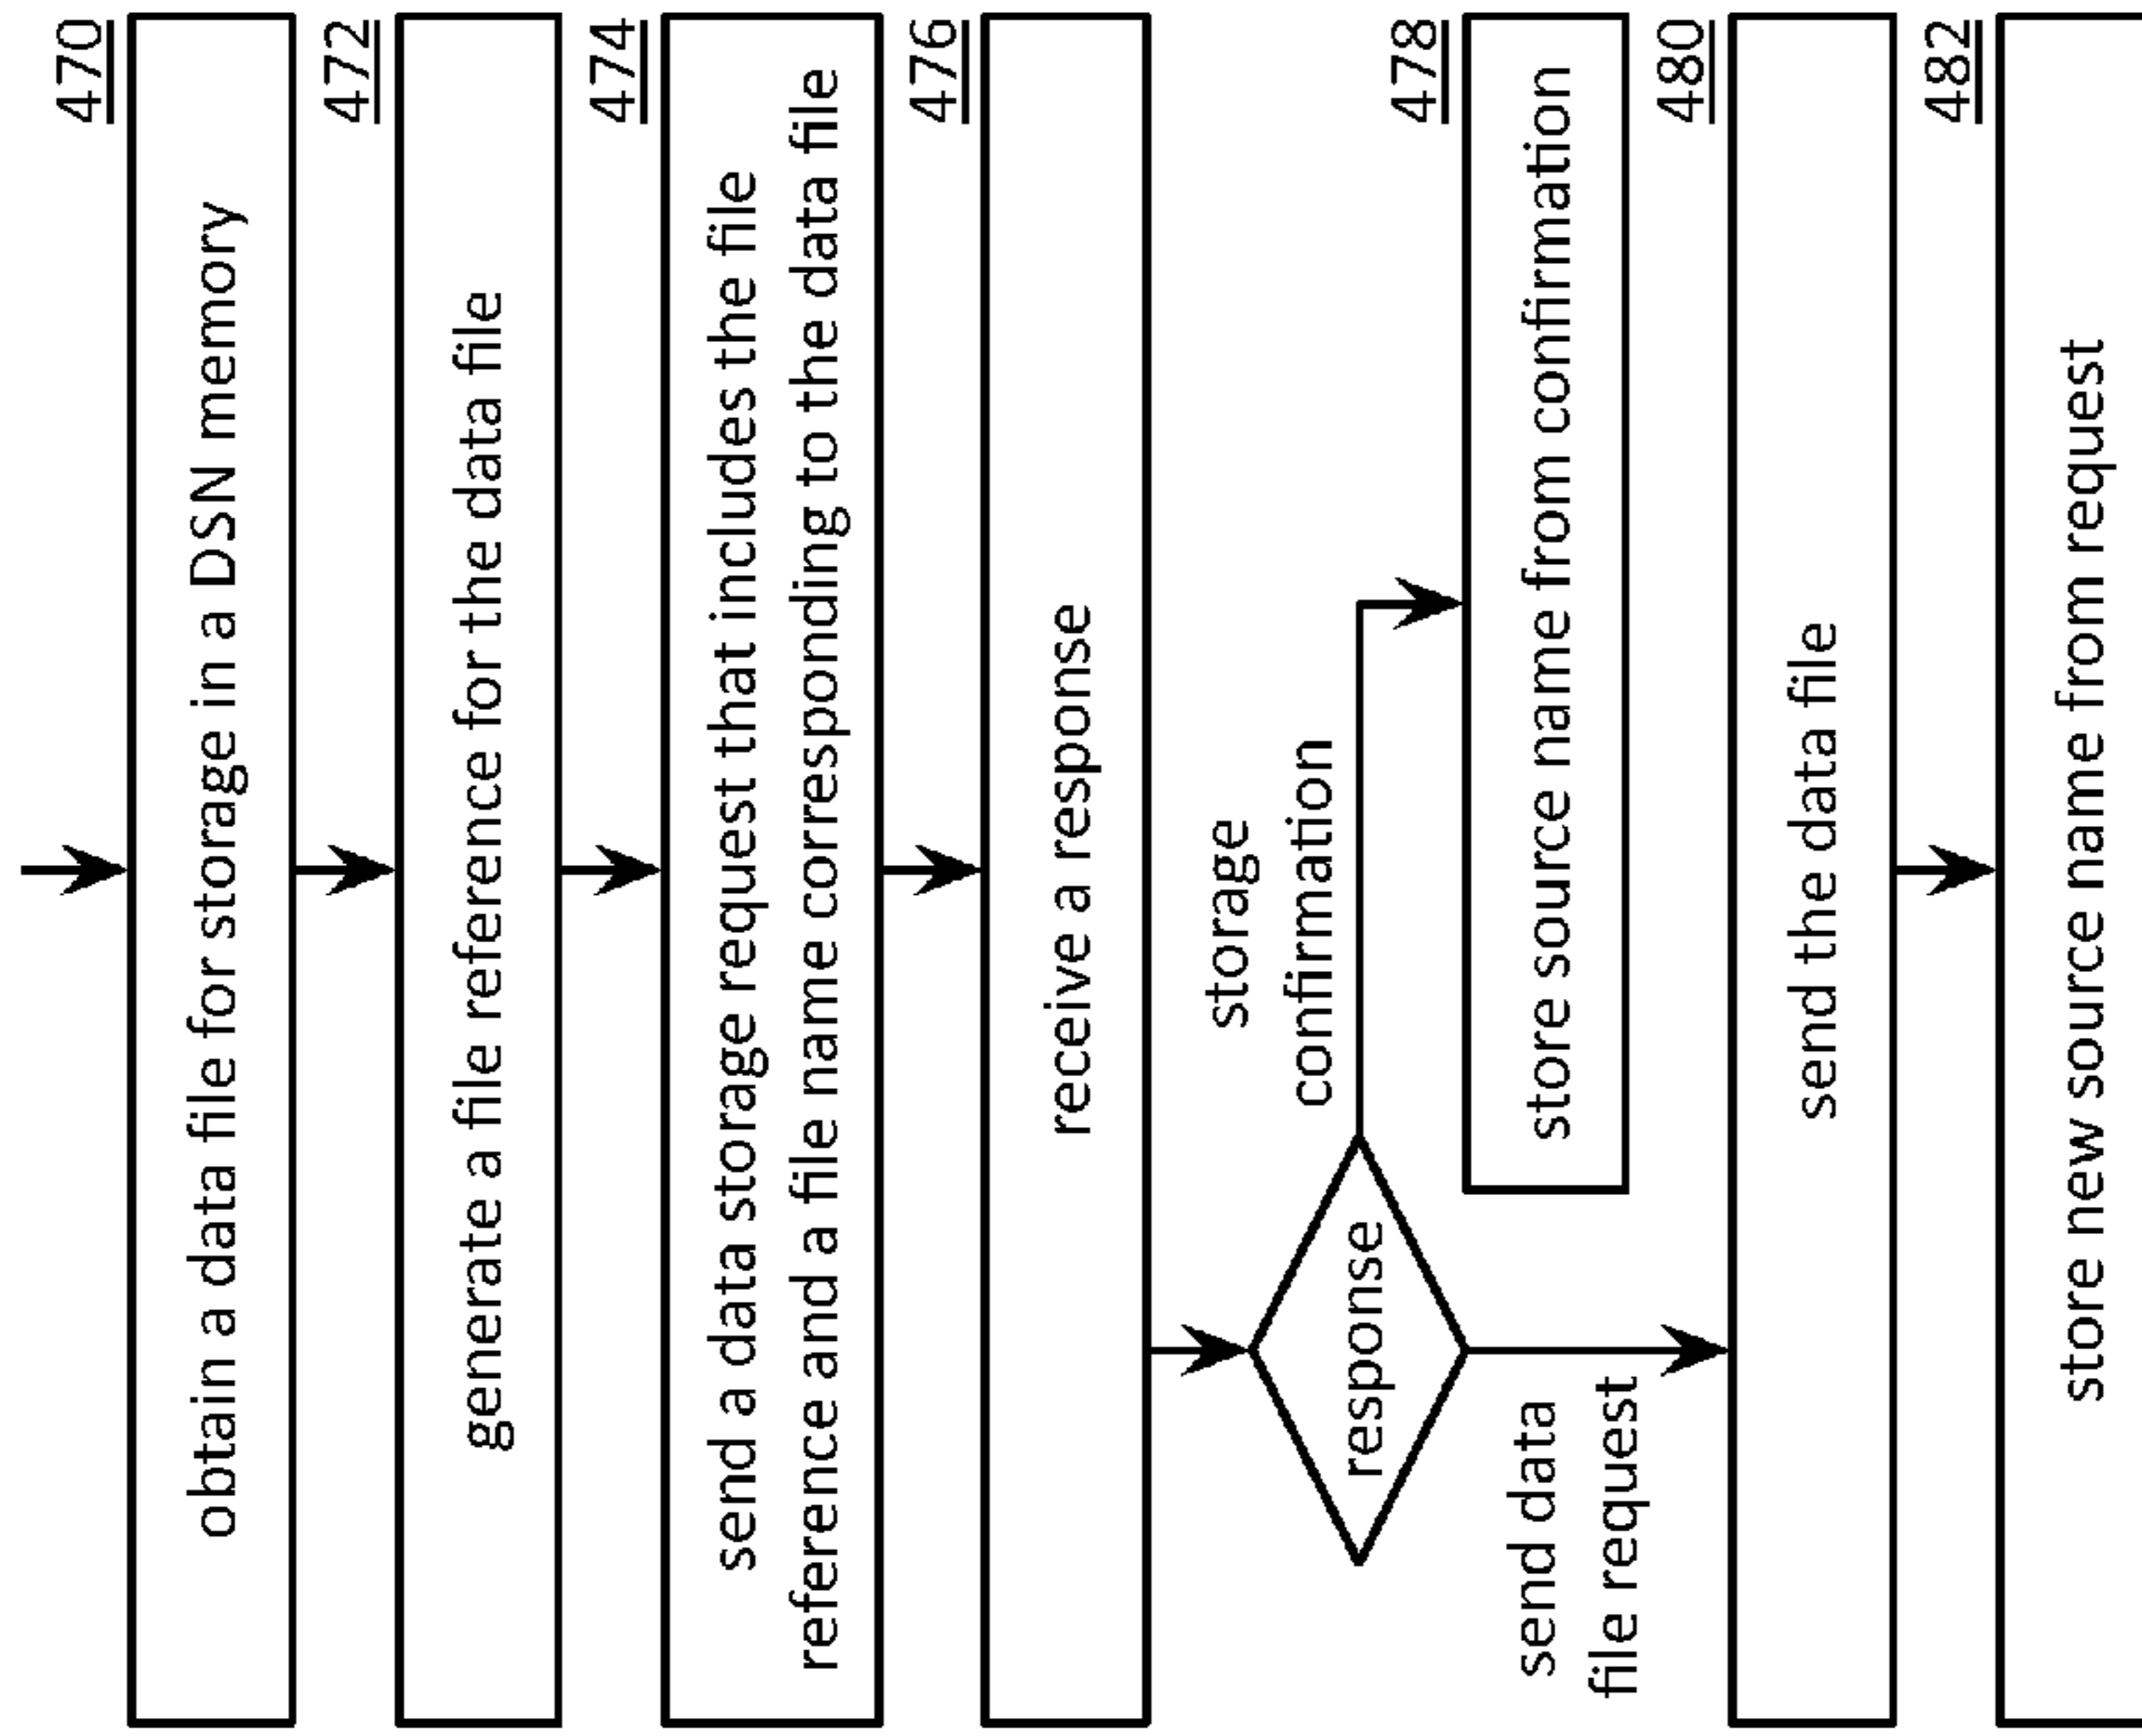 470
obtain a data file for storage in a DSN memory
472
generate a file reference for the data file
474
send a data storage request that includes the file
reference and a file name corresponding to the data file
476
receive a response
response
storage
confirmation
478
store source name from confirmation
send data
file request
480
send the data file
482
store new source name from request